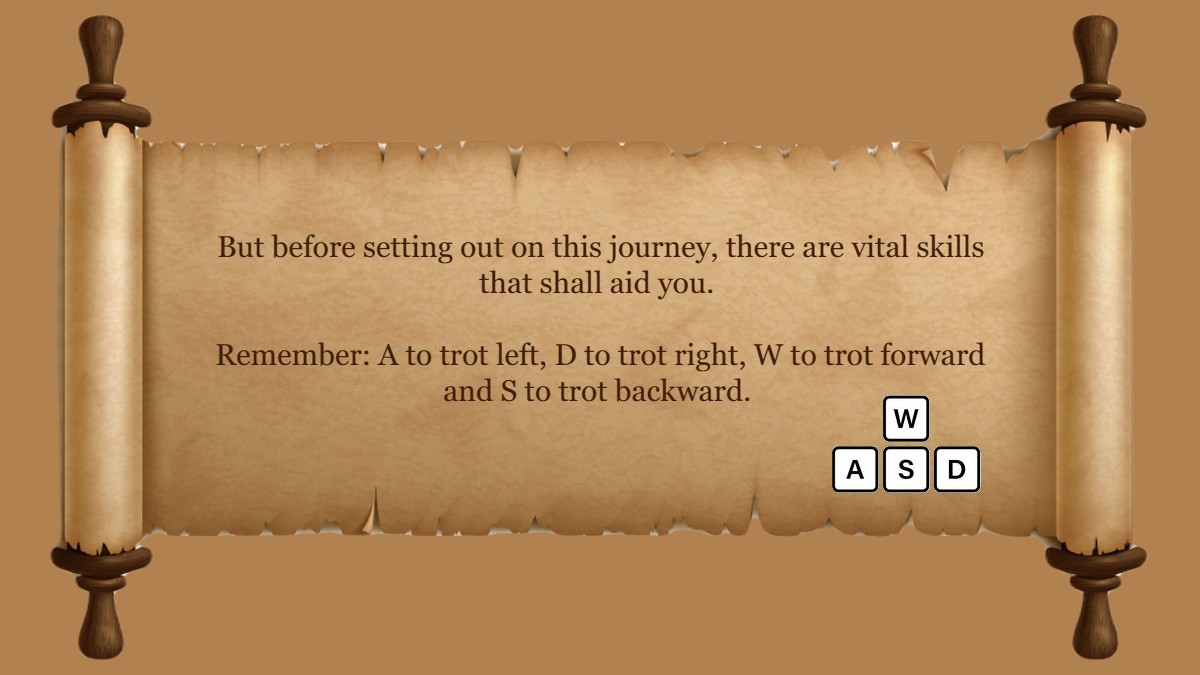 But before setting out on this journey, there are vital skills
that shall aid you.
Remember: A to trot left, D to trot right, W to trot forward
and S to trot backward.
W
A S D